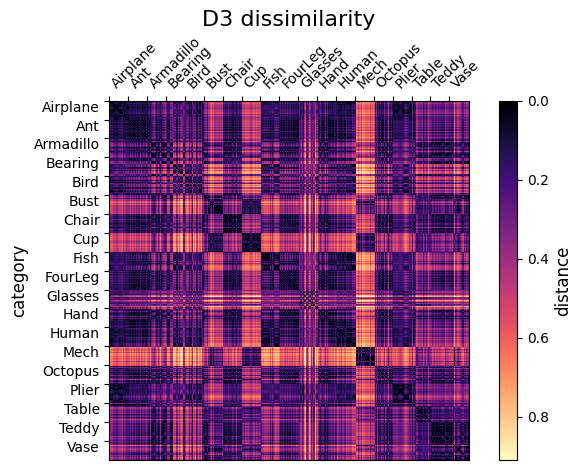 D3 dissimilarity
Airplane
Ant
Armadillo
Bearing
Bird
Bust
Chair
Cup
Fish
FourLeg
Glasses
Hand
Human
Mech
Octopus
Plier
Table
Teddy
Vase
Airplane
Ant
Armadillo
Bearing
Bird
Bust
Chair
Cup
Fish
FourLeg
Glasses
Hand
Human
Mech
Octopus
Plier
Table
Teddy
Vase
category
0.0
0.2
0.4
0.6
0.8
distance